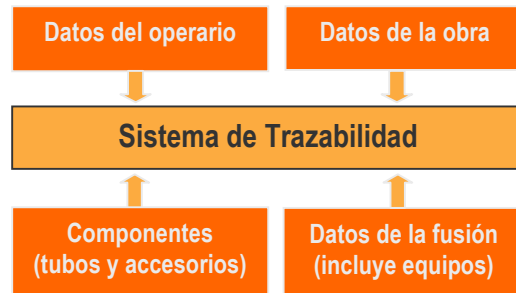 Datos del operario
Datos de la obra
Sistema de Trazabilidad
Componentes
(tubos y accesorios)
Datos de la fusión
(incluye equipos)